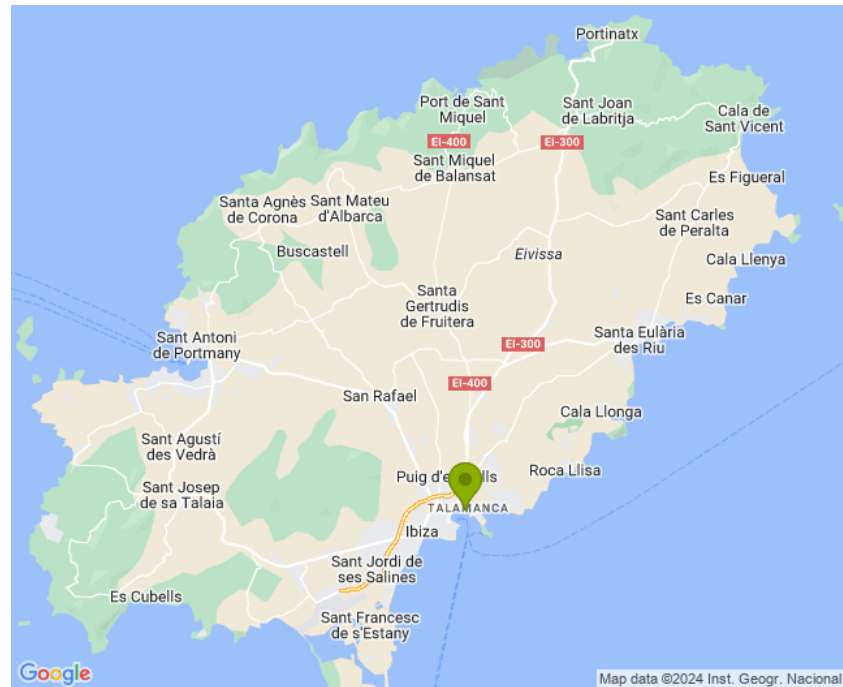 Portinatx
Port de Sant
Miquel
Sant Joan
de Labritja
Cala de
Sant Vicent
EI-400
EI-300
Sant Miquel
de Balansat
Es Figueral
Santa Agnès
de Corona
Sant Mateu
d'Albarca
Sant Carles
de Peralta
Buscastell
Eivissa
Cala Llenya
Santa
Gertrudis
de Fruitera
Es Canar
Sant Antoni
de Portmany
Santa Eulària
des Riu
EI-300
EI-400
San Rafael
Cala Llonga
Sant Agustí
des Vedrà
Puig d'e
lls
Roca Llisa
Sant Josep
de sa Talaia
TALAMANCA
Ibiza
Sant Jordi de
ses Salines
Es Cubells
Sant Francesc
de s'Estany
Google
Map data ©2024 Inst. Geogr. Nacional